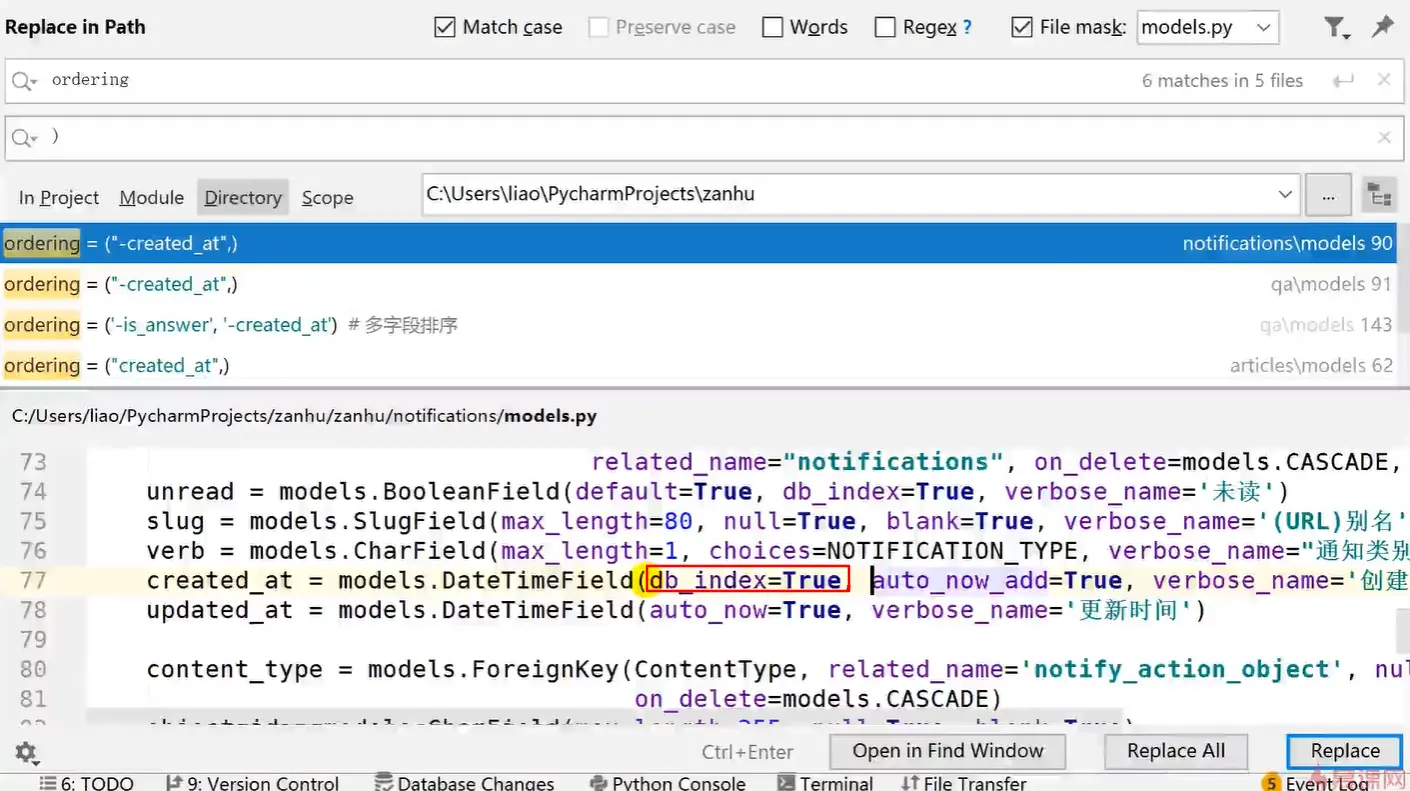 Replace in Path Match case Preserve case Words Regex ? File mask: models.py
ordering 6 matches in 5 files
)
In Project Module Directory Scope C:\Users\liao\PycharmProjects\zanhu ...
ordering = ("-created_at",) notifications\models 90
ordering = ("-created_at",) qa\models 91
ordering = ('-is_answer', '-created_at') # 多字段排序 qa\models 143
ordering = ("created_at",) articles\models 62
C:/Users/liao/PycharmProjects/zanhu/zanhu/notifications/models.py
73 related_name="notifications", on_delete=models.CASCADE,
74 unread = models.BooleanField(default=True, db_index=True, verbose_name='未读')
75 slug = models.SlugField(max_length=80, null=True, blank=True, verbose_name='(URL)别名'
76 verb = models.CharField(max_length=1, choices=NOTIFICATION_TYPE, verbose_name="通知类别
77 created_at = models.DateTimeField(db_index=True, auto_now_add=True, verbose_name='创建
78 updated_at = models.DateTimeField(auto_now=True, verbose_name='更新时间')
79
80 content_type = models.ForeignKey(ContentType, related_name='notify_action_object', nul
81 on_delete=models.CASCADE)
Ctrl+Enter Open in Find Window Replace All Replace
6: TODO 9: Version Control Database Changes Python Console Terminal File Transfer 5 Event Log
慕课网